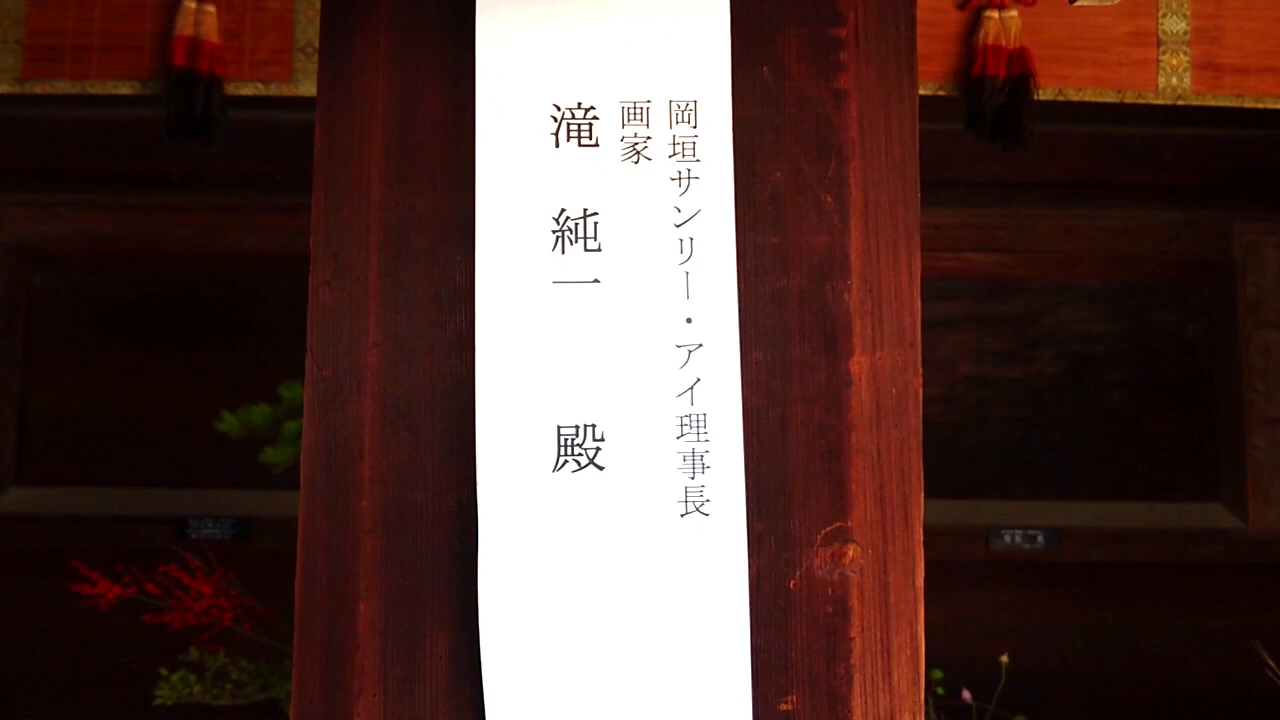 岡垣サンリー・アイ理事長
画家
滝 純一 殿